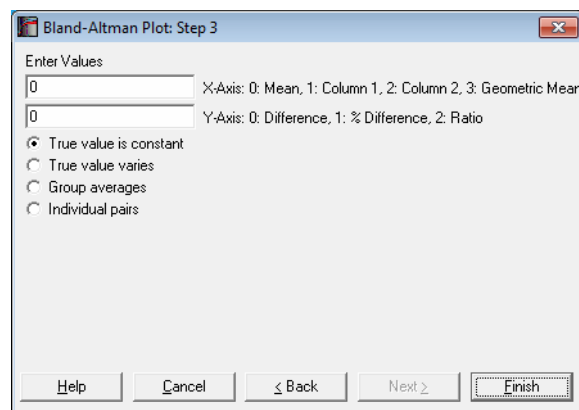 Bland-Altman Plot: Step 3
Enter Values
0 X-Axis: 0: Mean, 1: Column 1, 2: Column 2, 3: Geometric Mean
0 Y-Axis: 0: Difference, 1: % Difference, 2: Ratio
True value is constant
True value varies
Group averages
Individual pairs
Help Cancel < Back Next > Finish